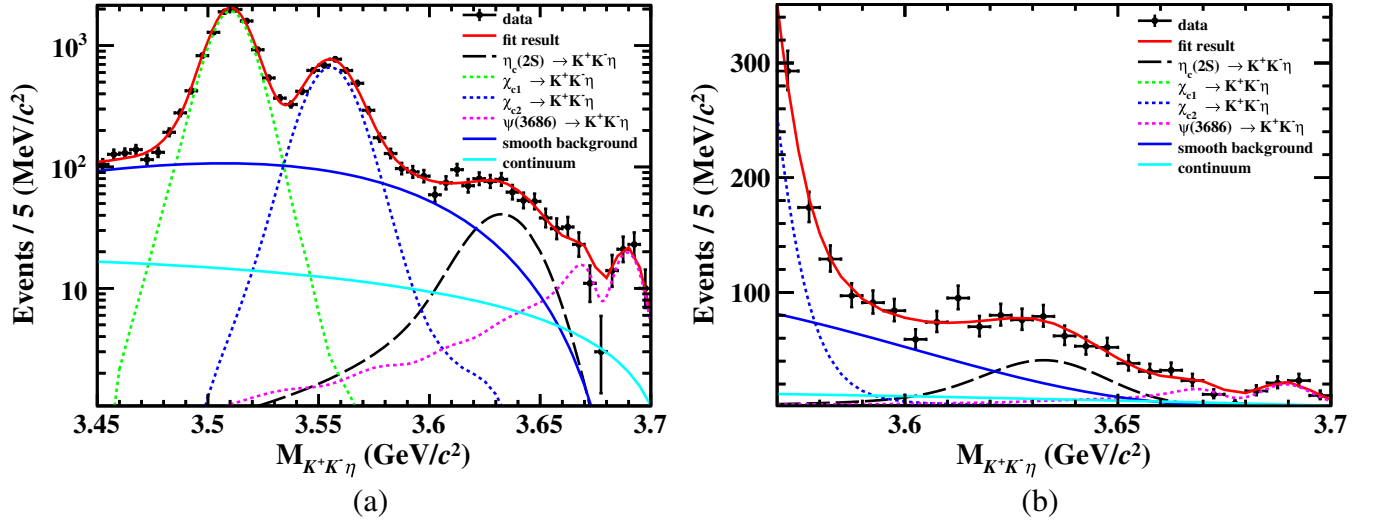 Events / 5 (MeV/c²)
10³
10²
10
data
fit result
η_c(2S) → K⁺K⁻η
χ_c1 → K⁺K⁻η
χ_c2 → K⁺K⁻η
ψ(3686) → K⁺K⁻η
smooth background
continuum
3.45 3.5 3.55 3.6 3.65 3.7
M_K⁺K⁻η (GeV/c²)
(a)
Events / 5 (MeV/c²)
300
200
100
data
fit result
η_c(2S) → K⁺K⁻η
χ_c1 → K⁺K⁻η
χ_c2 → K⁺K⁻η
ψ(3686) → K⁺K⁻η
smooth background
continuum
3.6 3.65 3.7
M_K⁺K⁻η (GeV/c²)
(b)